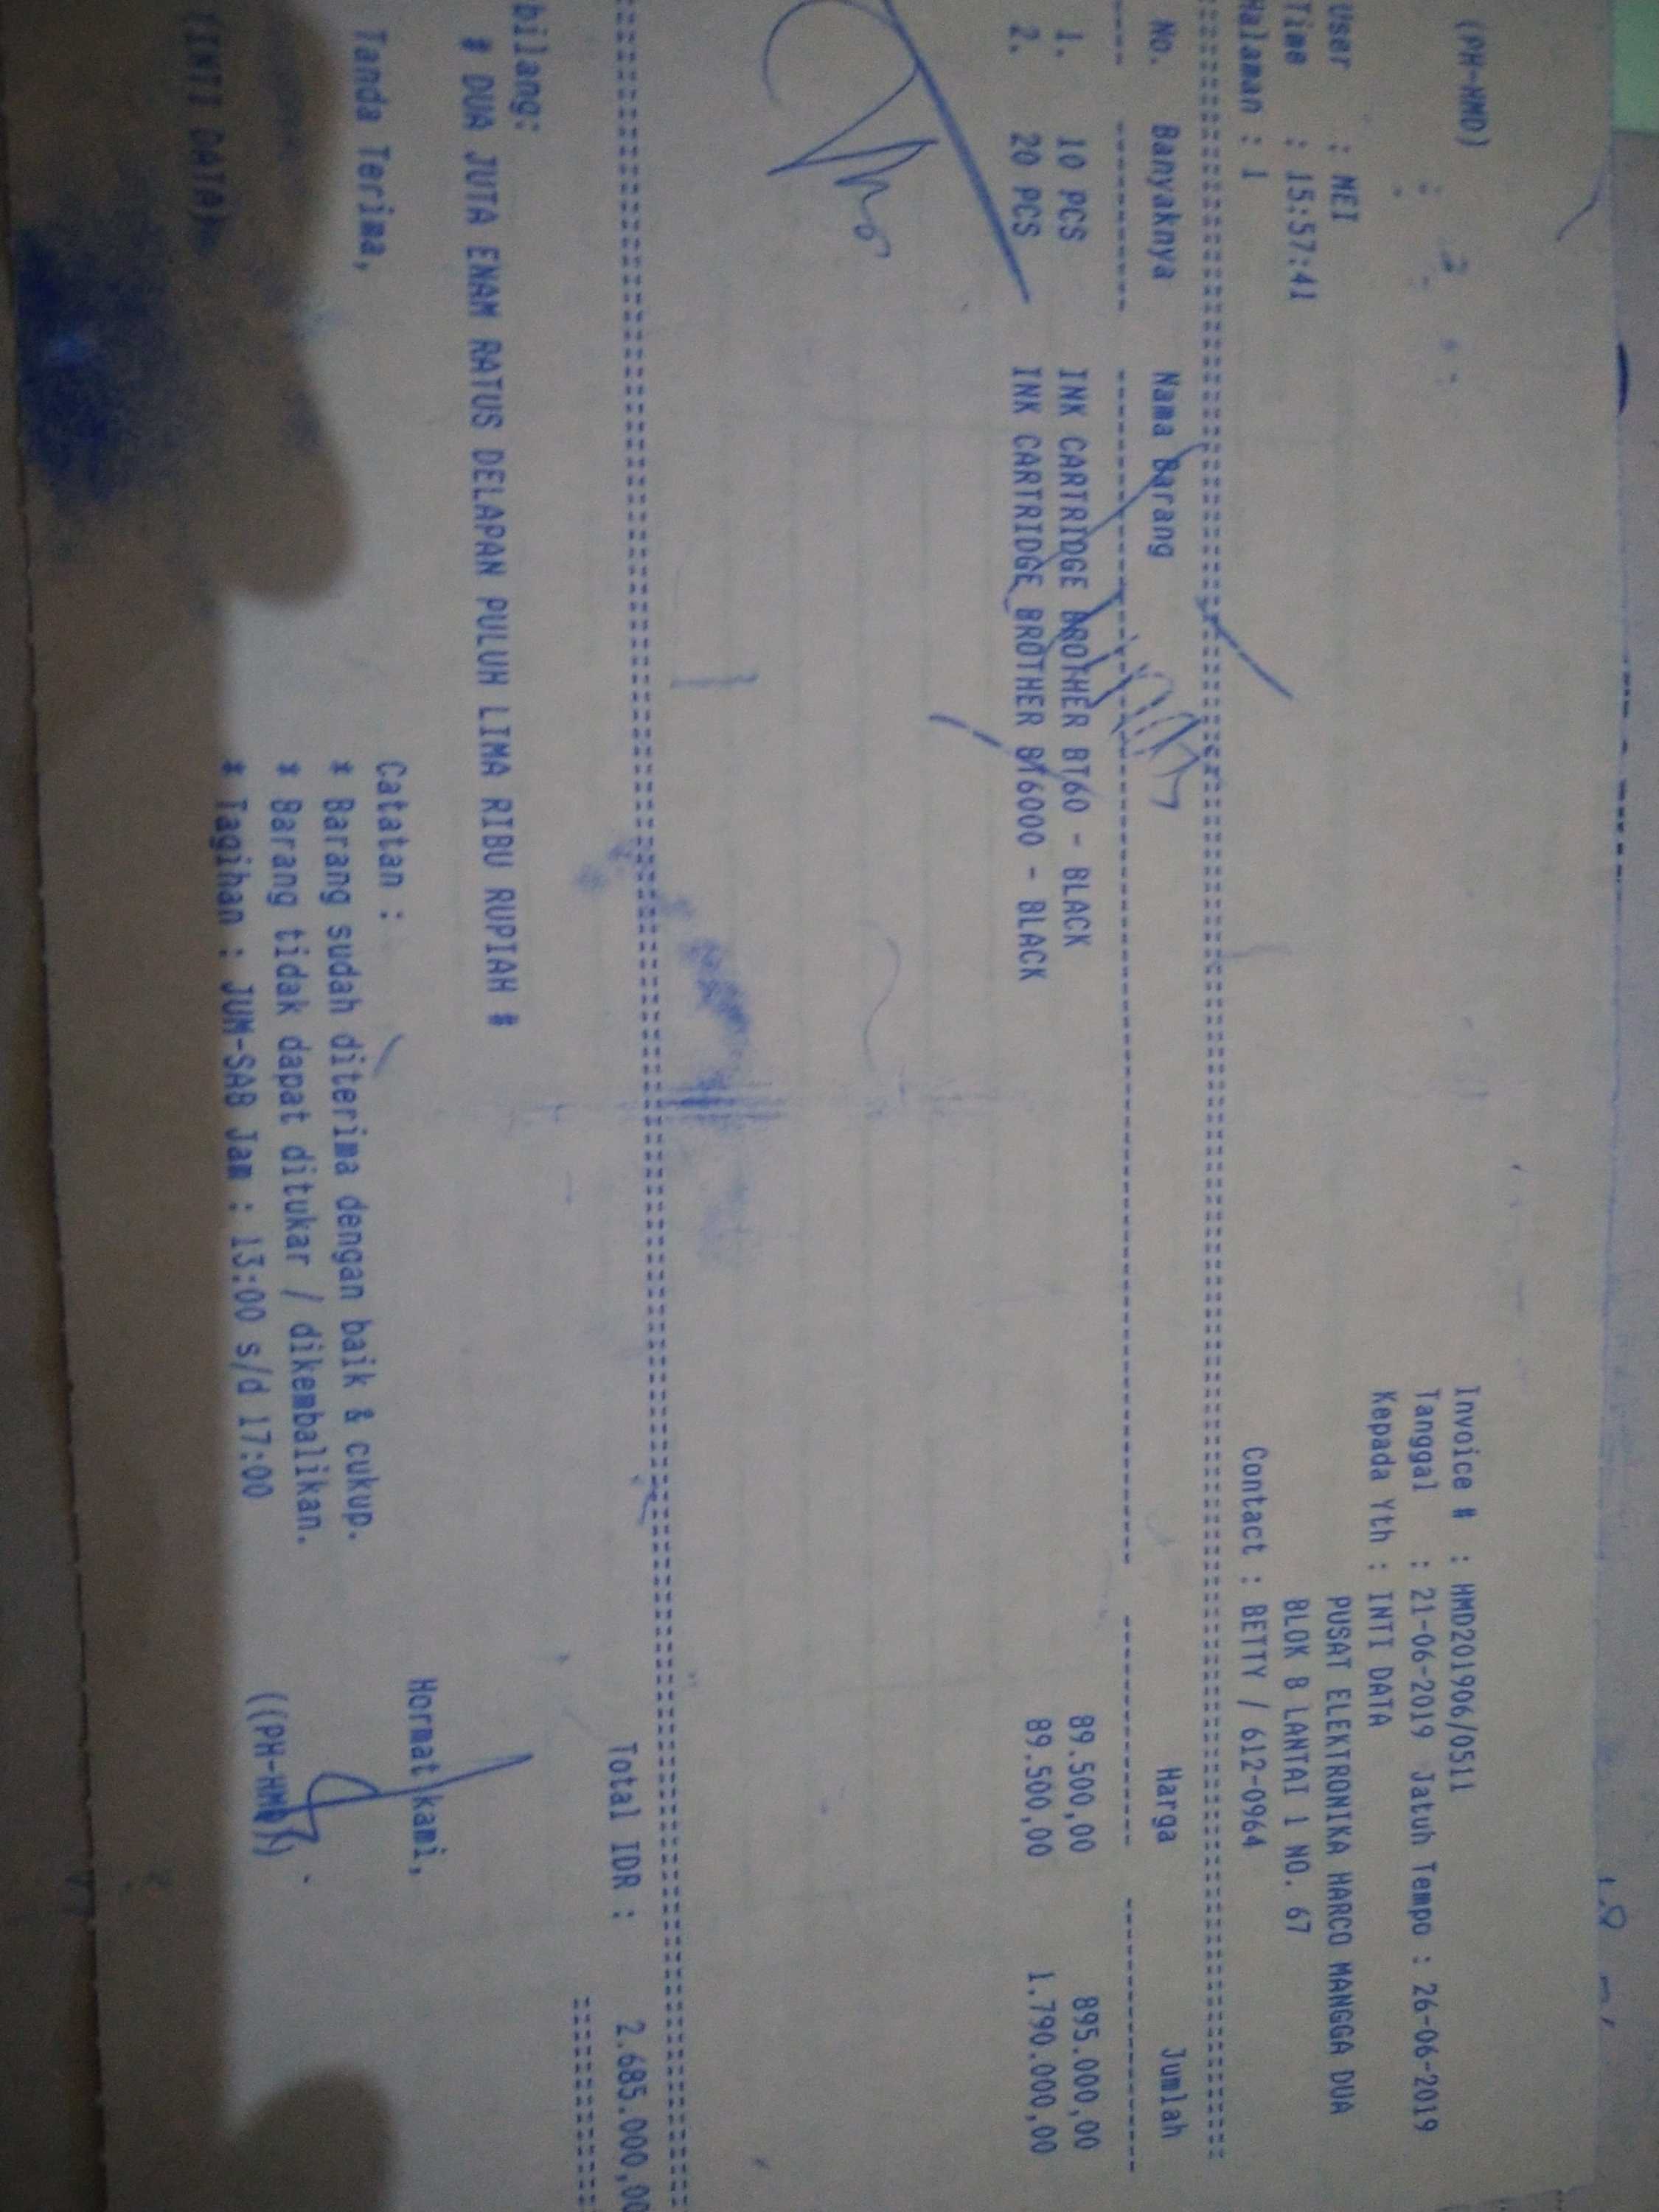 (PH-HMD)
Invoice # : HMD201906/0511
Tanggal : 21-06-2019 Jatuh Tempo : 26-06-2019
Kepada Yth : INTI DATA
User : MEI
PUSAT ELEKTRONIKA HARCO MANGGA DUA
Time : 15:57:41
BLOK B LANTAI 1 NO. 67
Halaman : 1
Contact : BETTY / 612-0964
No. Banyaknya Nama Barang Harga Jumlah
1. 10 PCS INK CARTRIDGE BROTHER BT60 - BLACK 89.500,00 895.000,00
2. 20 PCS INK CARTRIDGE BROTHER BT6000 - BLACK 89.500,00 1.790.000,00
Total IDR : 2.685.000,00
bilang:
# DUA JUTA ENAM RATUS DELAPAN PULUH LIMA RIBU RUPIAH #
Tanda Terima,
Catatan :
Hormat kami,
* Barang sudah diterima dengan baik & cukup.
* Barang tidak dapat ditukar / dikembalikan.
* Tagihan : JUM-SAB Jam : 13:00 s/d 17:00
(INTI DATA)
((PH-HMD))